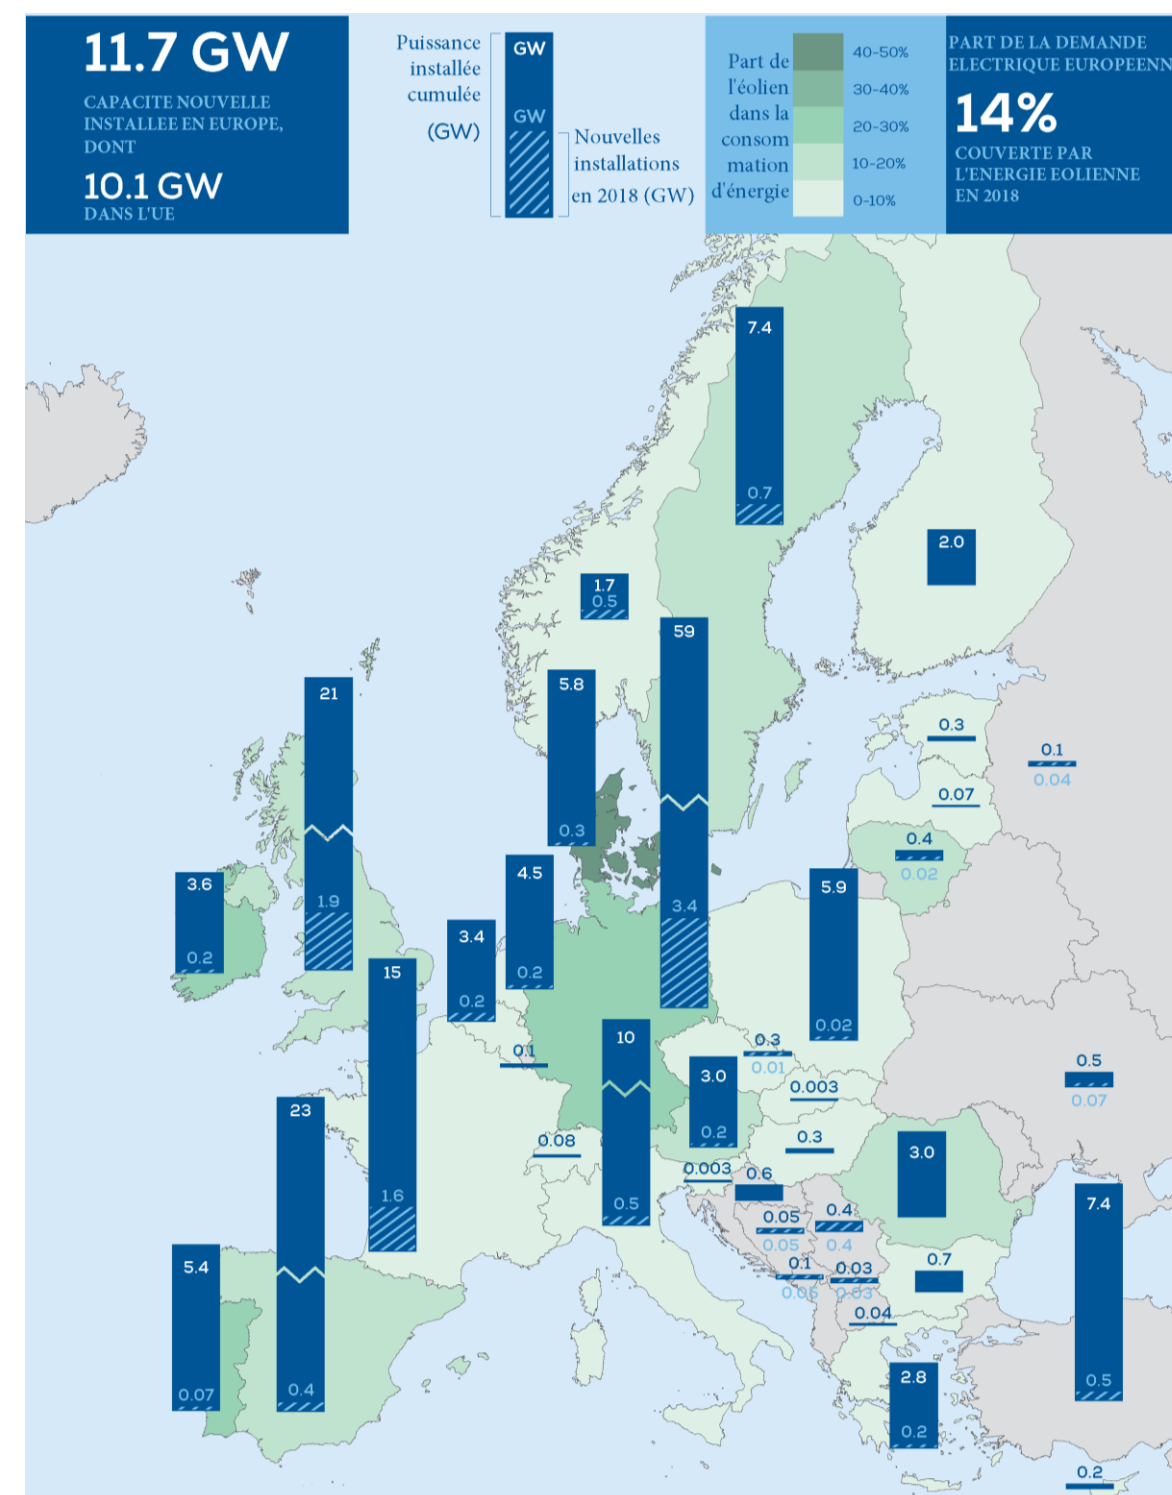 11.7 GW
CAPACITE NOUVELLE
INSTALLEE EN EUROPE,
DONT
10.1 GW
DANS L'UE
Puissance
installée
cumulée
(GW)
GW
GW
Nouvelles
installations
en 2018 (GW)
Part de
l'éolien
dans la
consom
mation
d'énergie
40-50%
30-40%
20-30%
10-20%
0-10%
PART DE LA DEMANDE
ELECTRIQUE EUROPEENN
14%
COUVERTE PAR
L'ENERGIE EOLIENNE
EN 2018
7.4
0.7
2.0
1.7
0.5
59
3.4
5.8
0.3
21
1.9
0.3
0.1
0.04
0.07
0.4
0.02
3.6
0.2
4.5
0.2
5.9
0.02
3.4
0.2
15
1.6
10
0.5
0.1
0.3
0.01
3.0
0.2
0.003
0.5
0.07
23
0.4
0.08
0.3
3.0
0.003
0.6
0.05
0.05
0.4
0.4
7.4
0.5
5.4
0.07
0.1
0.05
0.03
0.03
0.7
0.04
2.8
0.2
0.2